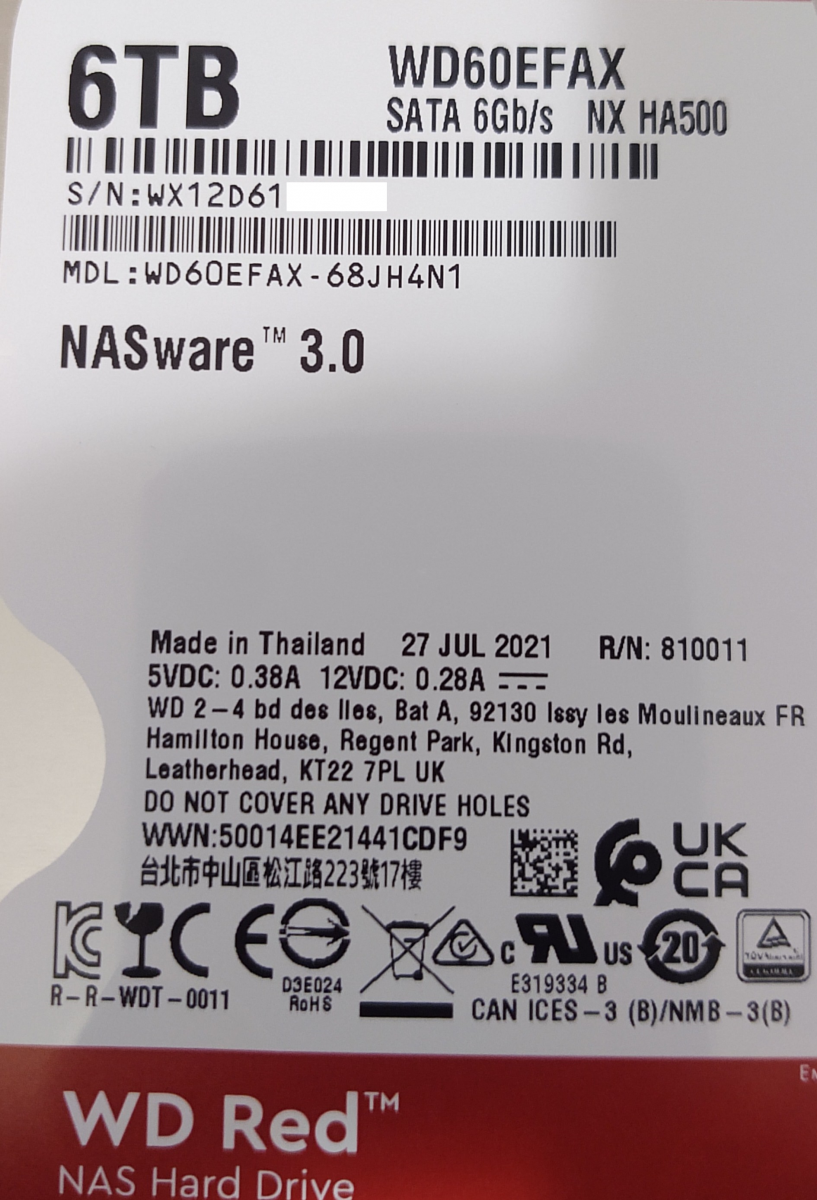 6TB
WD60EFAX
SATA 6Gb/s NX HA500
S/N:WX12D61
MDL:WD60EFAX-68JH4N1
NASware™ 3.0
Made in Thailand 27 JUL 2021 R/N: 810011
5VDC: 0.38A 12VDC: 0.28A
WD 2-4 bd des Iles, Bat A, 92130 Issy les Moulineaux FR
Hamilton House, Regent Park, Kingston Rd,
Leatherhead, KT22 7PL UK
DO NOT COVER ANY DRIVE HOLES
WWN:50014EE21441CDF9
台北市中山區松江路223號17樓
UK
CA
CE
20
C US
D3E024
RoHS
E319334 B
R-R-WDT-0011
CAN ICES-3 (B)/NMB-3(B)
WD Red™
NAS Hard Drive